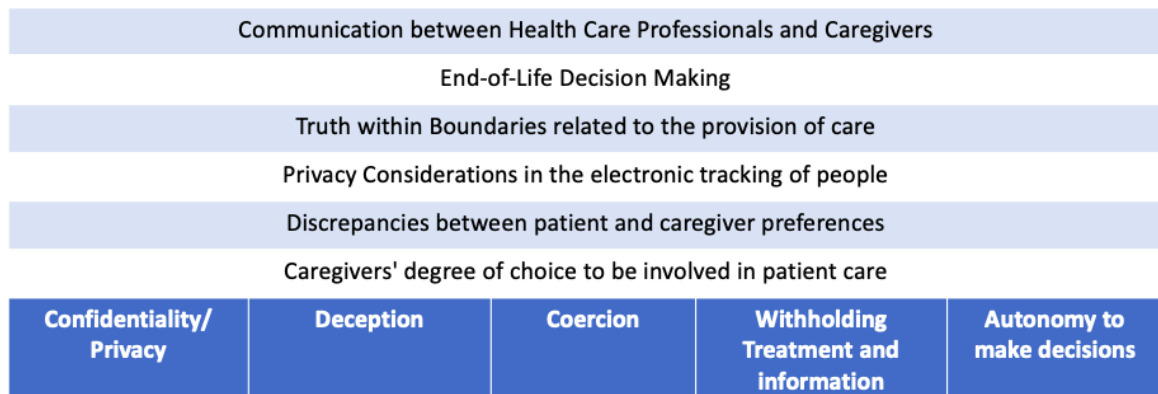 Communication between Health Care Professionals and Caregivers
End-of-Life Decision Making
Truth within Boundaries related to the provision of care
Privacy Considerations in the electronic tracking of people
Discrepancies between patient and caregiver preferences
Caregivers' degree of choice to be involved in patient care
Confidentiality/
Privacy
Deception
Coercion
Withholding
Treatment and
information
Autonomy to
make decisions